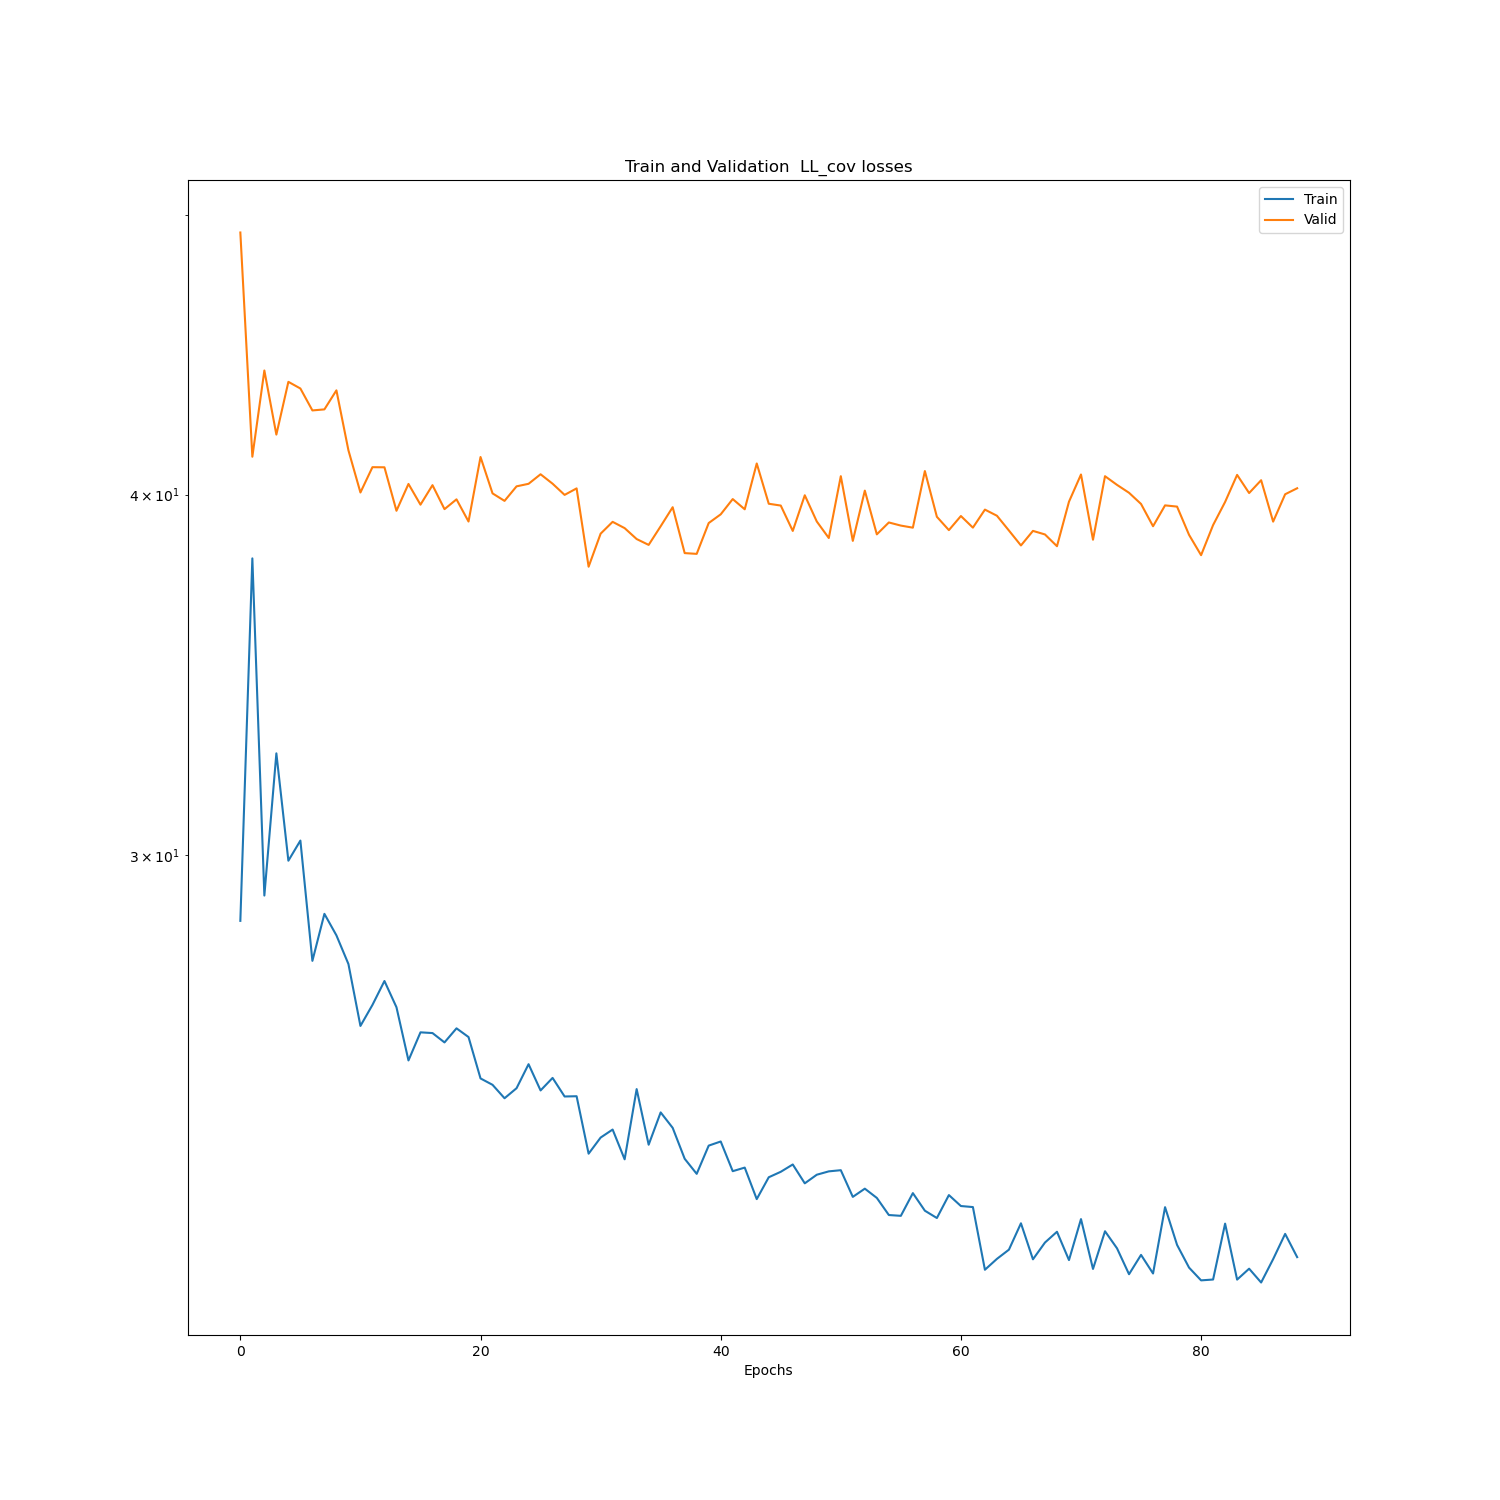 Train and Validation  LL_cov losses
Train
Valid
4 × 10¹
3 × 10¹
0 20 40 60 80
Epochs